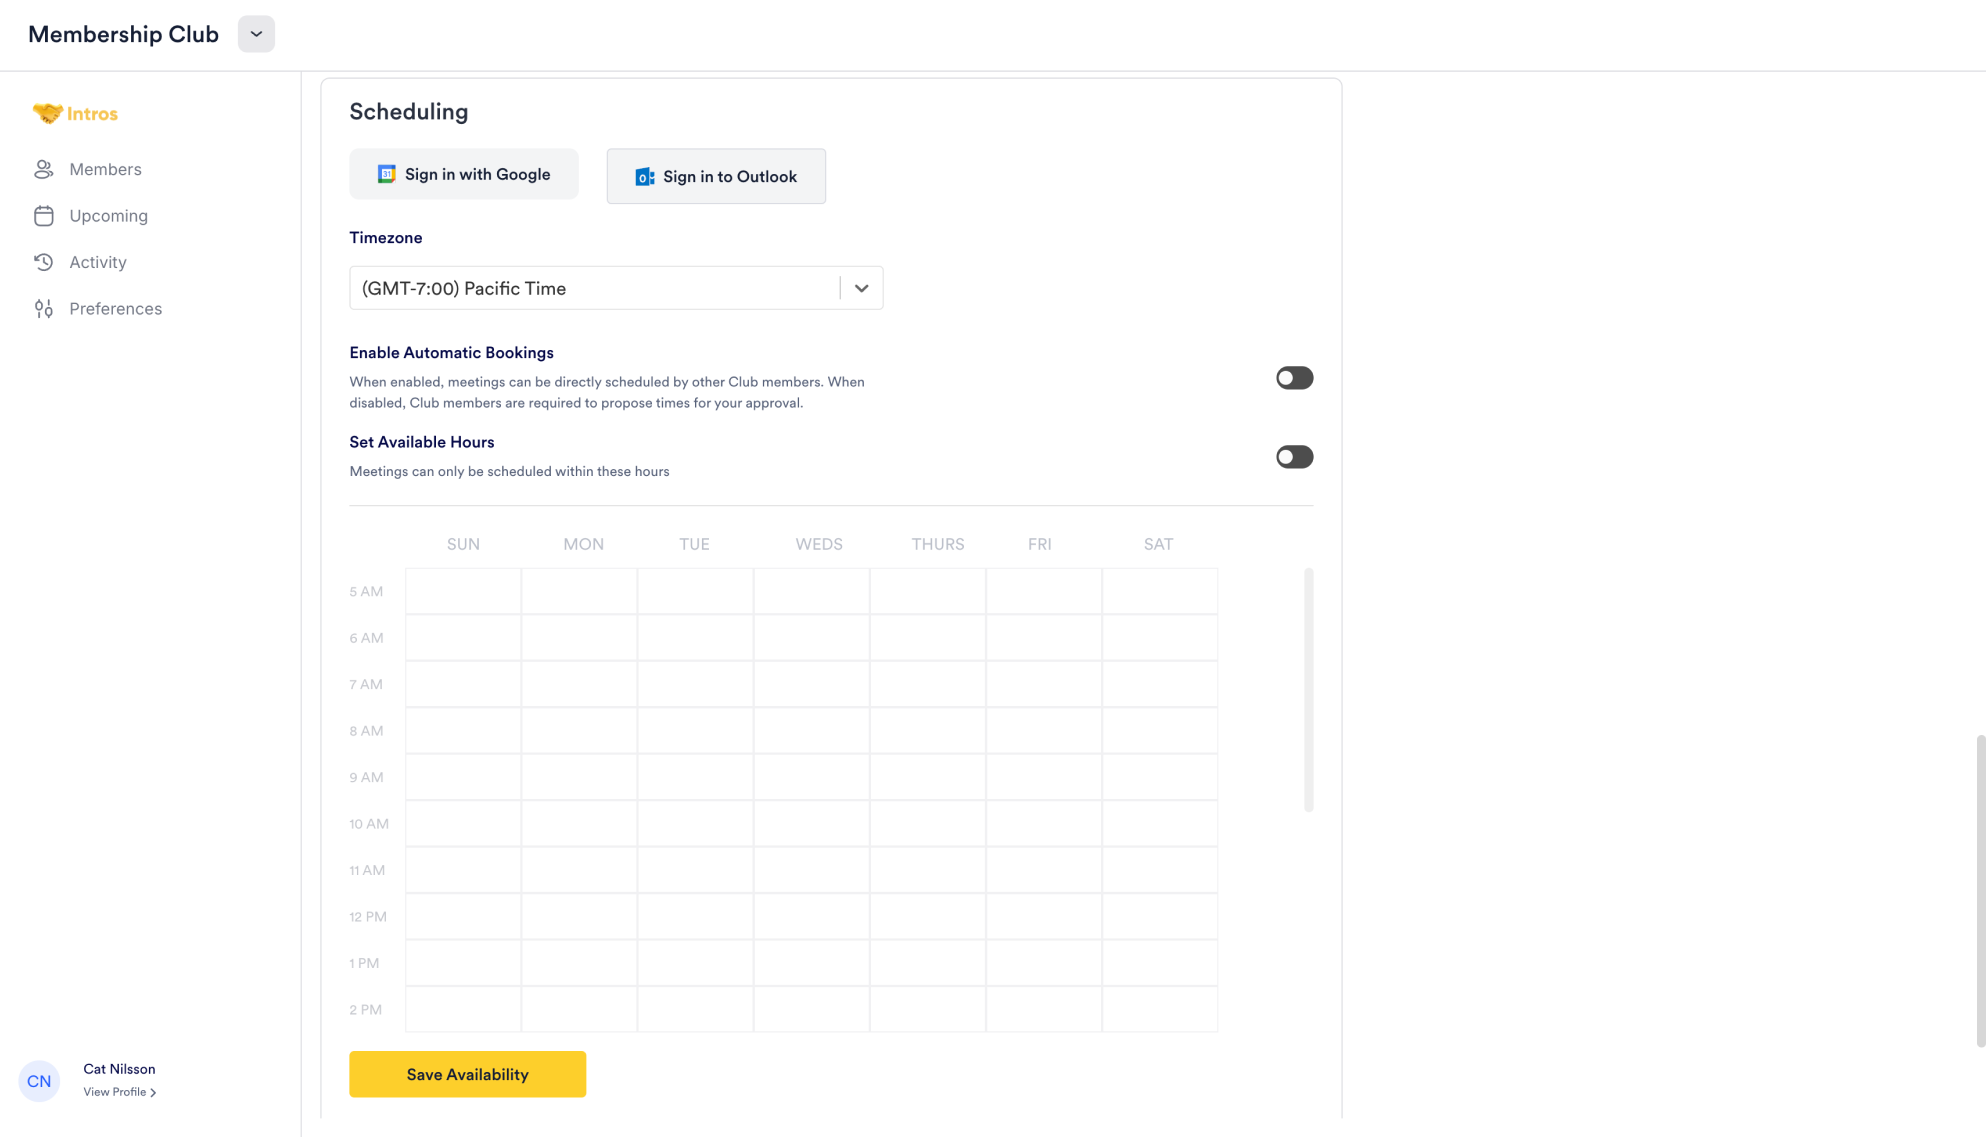 Membership Club
Intros
Members
Upcoming
Activity
Preferences
Scheduling
31 Sign in with Google
Sign in to Outlook
Timezone
(GMT-7:00) Pacific Time
Enable Automatic Bookings
When enabled, meetings can be directly scheduled by other Club members. When
disabled, Club members are required to propose times for your approval.
Set Available Hours
Meetings can only be scheduled within these hours
SUN MON TUE WEDS THURS FRI SAT
5 AM
6 AM
7 AM
8 AM
9 AM
10 AM
11 AM
12 PM
1 PM
2 PM
Save Availability
CN
Cat Nilsson
View Profile